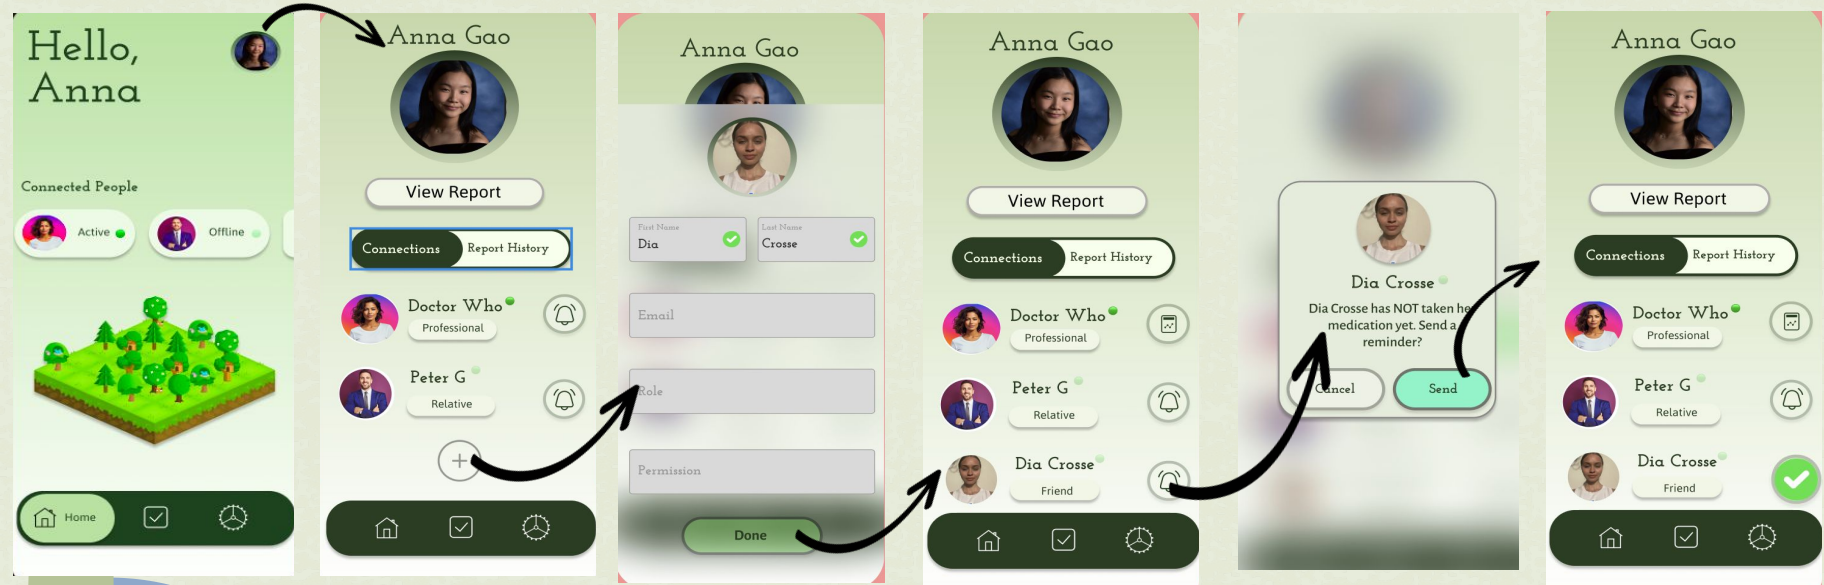 Hello,
Anna
Connected People
Active
Offline
Home
Anna Gao
View Report
Connections
Report History
Doctor Who
Professional
Peter G
Relative
Anna Gao
First Name
Dia
Last Name
Crosse
Email
Role
Permission
Done
Anna Gao
View Report
Connections
Report History
Doctor Who
Professional
Peter G
Relative
Dia Crosse
Friend
Dia Crosse
Dia Crosse has NOT taken her
medication yet. Send a
reminder?
Cancel
Send
Anna Gao
View Report
Connections
Report History
Doctor Who
Professional
Peter G
Relative
Dia Crosse
Friend